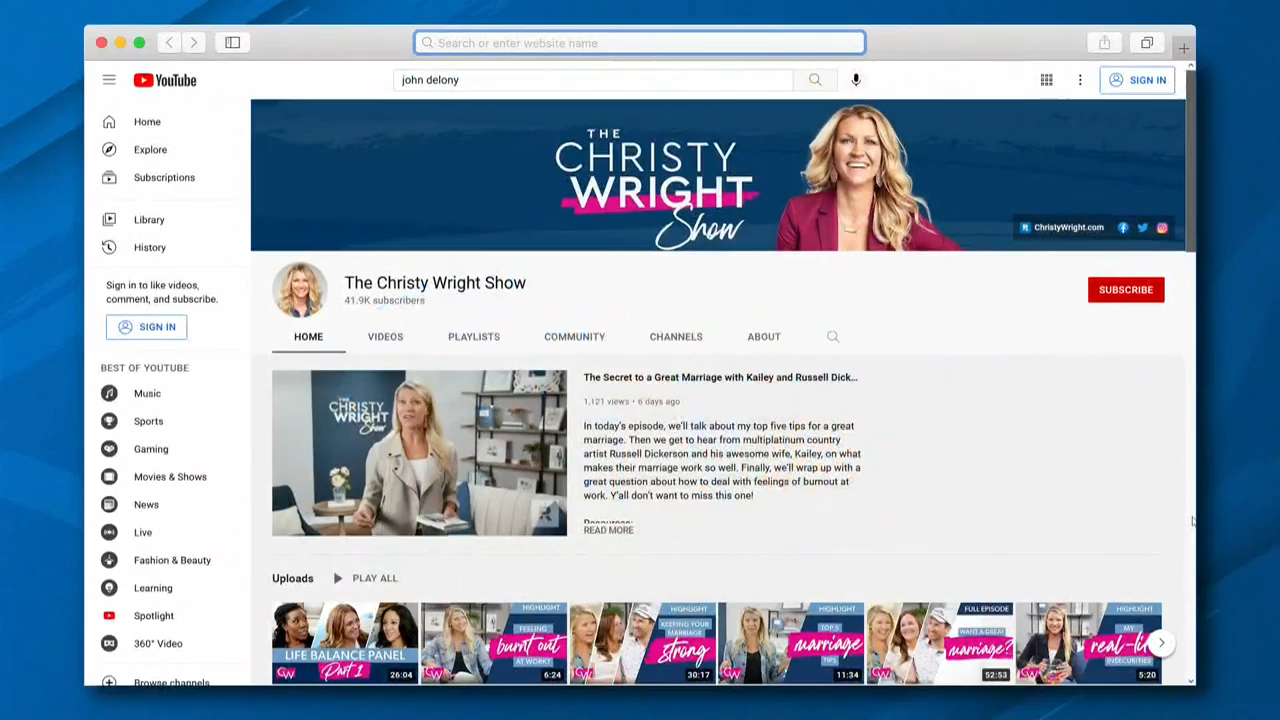 Search or enter website name
YouTube
john delony
SIGN IN
Home
Explore
Subscriptions
Library
History
Sign in to like videos,
comment, and subscribe.
SIGN IN
BEST OF YOUTUBE
Music
Sports
Gaming
Movies & Shows
News
Live
Fashion & Beauty
Learning
Spotlight
360° Video
Browse channels
THE
CHRISTY
WRIGHT
Show
R ChristyWright.com
The Christy Wright Show
41.9K subscribers
SUBSCRIBE
HOME VIDEOS PLAYLISTS COMMUNITY CHANNELS ABOUT
THE
CHRISTY
WRIGHT
Show
The Secret to a Great Marriage with Kailey and Russell Dick...
1,121 views • 6 days ago
In today's episode, we'll talk about my top five tips for a great
marriage. Then we get to hear from multiplatinum country
artist Russell Dickerson and his awesome wife, Kailey, on what
makes their marriage work so well. Finally, we'll wrap up with a
great question about how to deal with feelings of burnout at
work. Y'all don't want to miss this one!
Resources:
READ MORE
Uploads PLAY ALL
LIFE BALANCE PANEL
Part 1
CW
26:04
HIGHLIGHT
FEELING
burnt out
AT WORK?
CW
6:24
HIGHLIGHT
KEEPING YOUR
MARRIAGE
strong
CW
30:17
HIGHLIGHT
TOP 5
marriage
TIPS
CW
11:34
FULL EPISODE
WANT A GREAT
marriage?
CW
52:53
HIGHLIGHT
MY
real-li
INSECURITIES
5:20